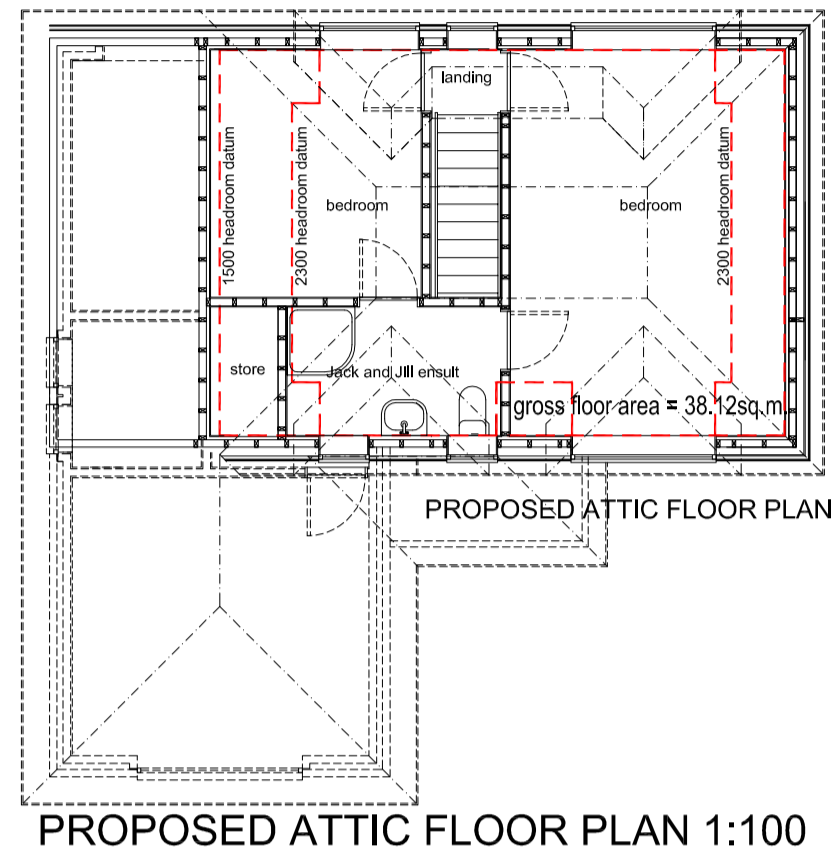 landing
1500 headroom datum
2300 headroom datum
bedroom
bedroom
2300 headroom datum
store
Jack and Jill ensuit
gross floor area = 38.12sq.m.
PROPOSED ATTIC FLOOR PLAN
PROPOSED ATTIC FLOOR PLAN 1:100